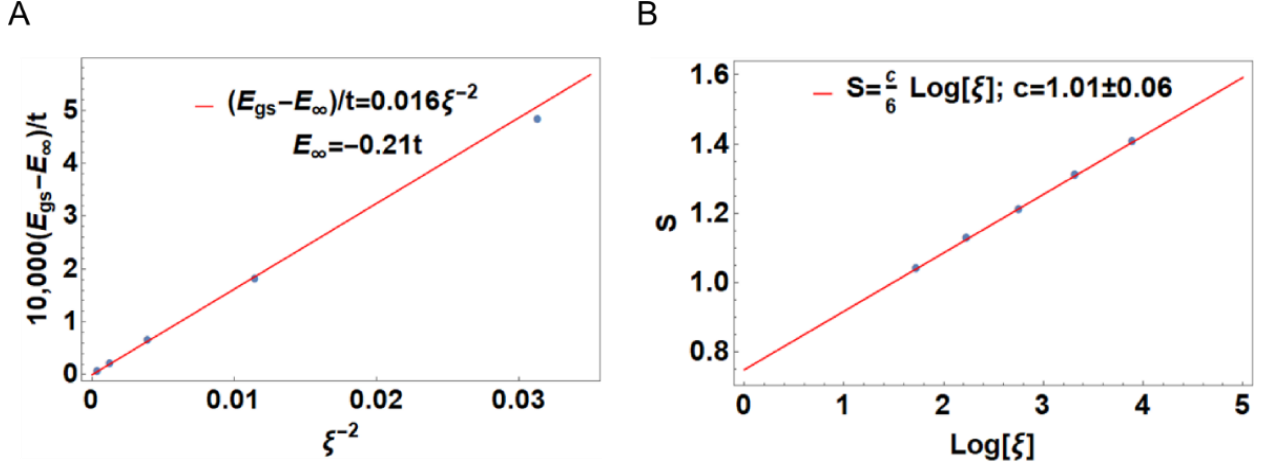 A
10,000(E_gs−E_∞)/t
5
4
3
2
1
0
(E_gs−E_∞)/t=0.016ξ⁻²
E_∞=−0.21t
0 0.01 0.02 0.03
ξ⁻²
B
S
1.6
1.4
1.2
1.0
0.8
S=c/6 Log[ξ]; c=1.01±0.06
0 1 2 3 4 5
Log[ξ]